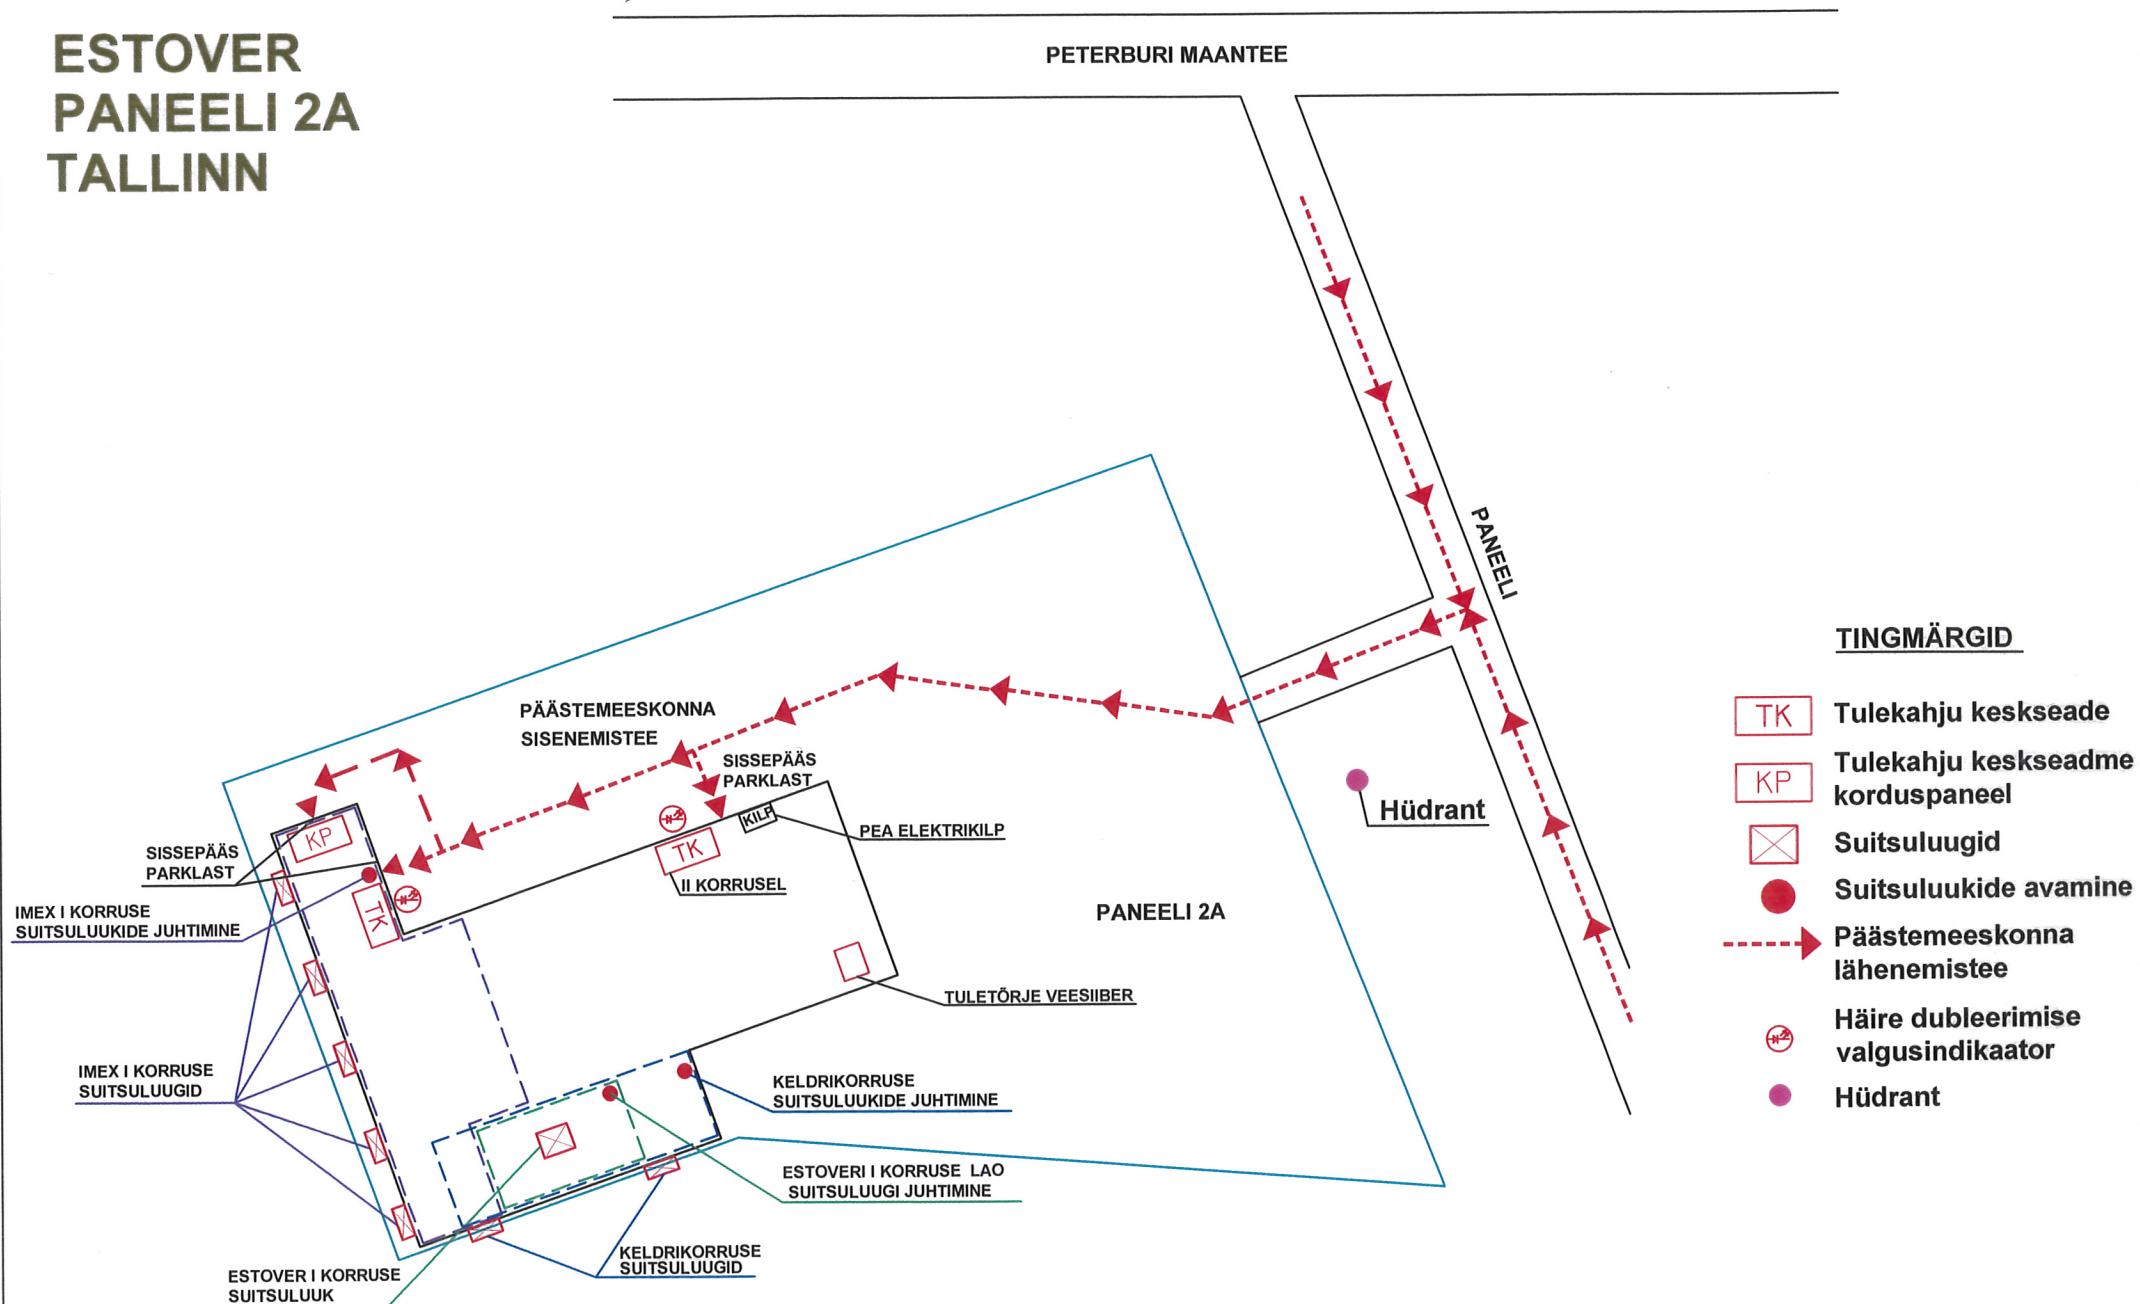 ESTOVER
PANEELI 2A
TALLINN
PETERBURI MAANTEE
PANEELI
PÄÄSTEMEESKONNA
SISENEMISTEE
SISSEPÄÄS
PARKLAST
KILP
PEA ELEKTRIKILP
TK
II KORRUSEL
KP
SISSEPÄÄS
PARKLAST
TK
IMEX I KORRUSE
SUITSULUUKIDE JUHTIMINE
PANEELI 2A
Hüdrant
TULETÕRJE VEESIIBER
IMEX I KORRUSE
SUITSULUUGID
KELDRIKORRUSE
SUITSULUUKIDE JUHTIMINE
ESTOVERI I KORRUSE LAO
SUITSULUUGI JUHTIMINE
KELDRIKORRUSE
SUITSULUUGID
ESTOVER I KORRUSE
SUITSULUUK
TINGMÄRGID
TK Tulekahju keskseade
KP Tulekahju keskseadme
korduspaneel
Suitsuluugid
Suitsuluukide avamine
Päästemeeskonna
lähenemistee
Häire dubleerimise
valgusindikaator
Hüdrant